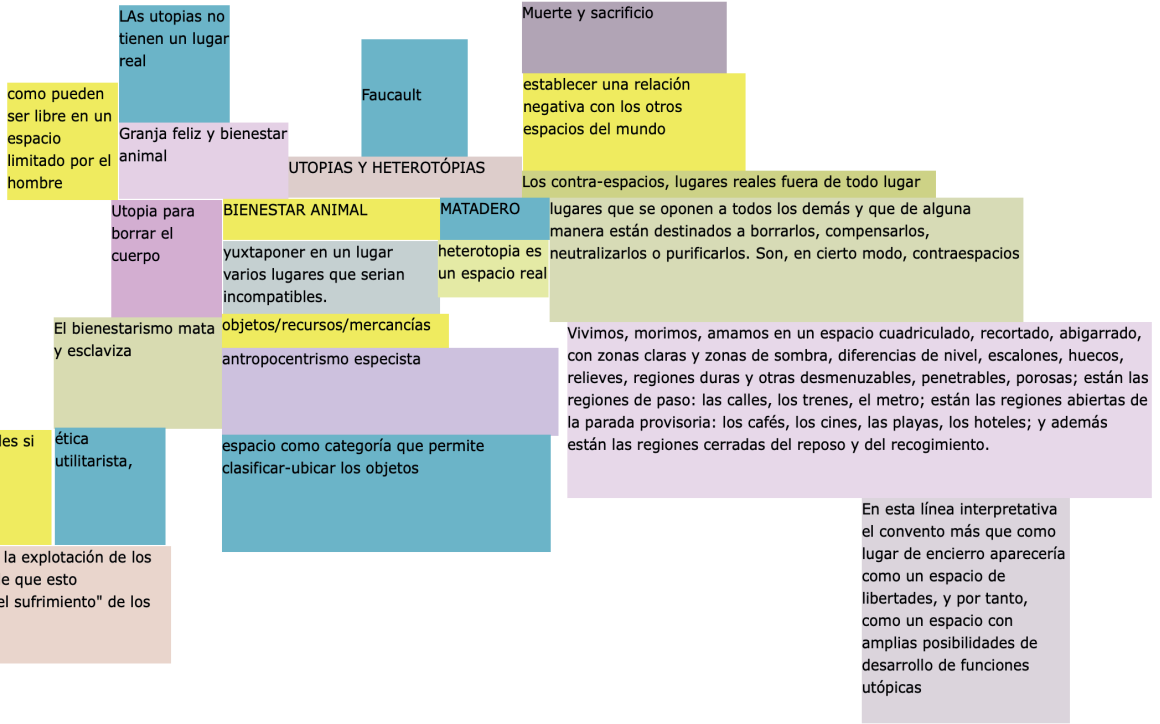 LAs utopias no
tienen un lugar
real
Faucault
Muerte y sacrificio
como pueden
ser libre en un
espacio
limitado por el
hombre
Granja feliz y bienestar
animal
establecer una relación
negativa con los otros
espacios del mundo
UTOPIAS Y HETEROTÓPIAS
Los contra-espacios, lugares reales fuera de todo lugar
Utopia para
borrar el
cuerpo
BIENESTAR ANIMAL
MATADERO
lugares que se oponen a todos los demás y que de alguna
manera están destinados a borrarlos, compensarlos,
neutralizarlos o purificarlos. Son, en cierto modo, contraespacios
yuxtaponer en un lugar
varios lugares que serian
incompatibles.
heterotopia es
un espacio real
El bienestarismo mata
y esclaviza
objetos/recursos/mercancías
antropocentrismo especista
Vivimos, morimos, amamos en un espacio cuadriculado, recortado, abigarrado,
con zonas claras y zonas de sombra, diferencias de nivel, escalones, huecos,
relieves, regiones duras y otras desmenuzables, penetrables, porosas; están las
regiones de paso: las calles, los trenes, el metro; están las regiones abiertas de
la parada provisoria: los cafés, los cines, las playas, los hoteles; y además
están las regiones cerradas del reposo y del recogimiento.
si
ética
utilitarista,
espacio como categoría que permite
clasificar-ubicar los objetos
la explotación de los
que esto
sufrimiento" de los
En esta línea interpretativa
el convento más que como
lugar de encierro aparecería
como un espacio de
libertades, y por tanto,
como un espacio con
amplias posibilidades de
desarrollo de funciones
utópicas